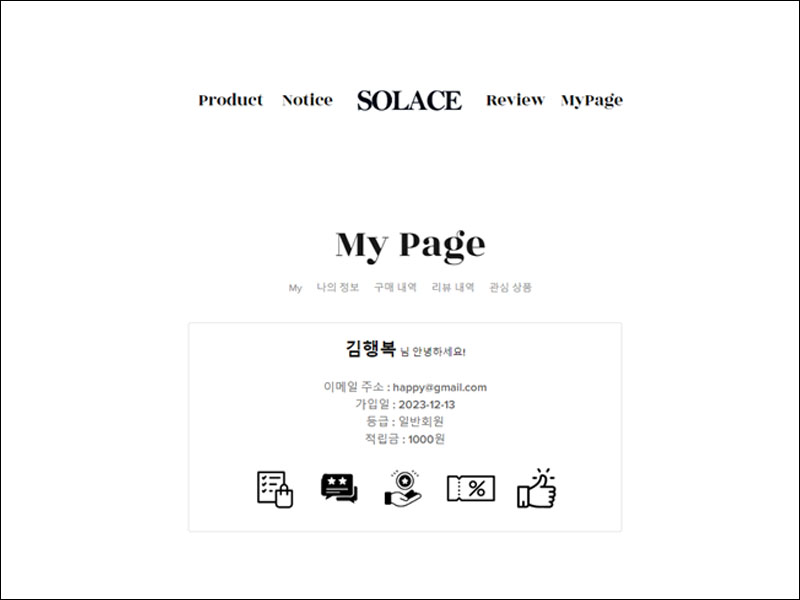 Product Notice SOLACE Review MyPage
My Page
My 나의 정보 구매 내역 리뷰 내역 관심 상품
김행복 님 안녕하세요!
이메일 주소 : happy@gmail.com
가입일 : 2023-12-13
등급 : 일반회원
적립금 : 1000원
%